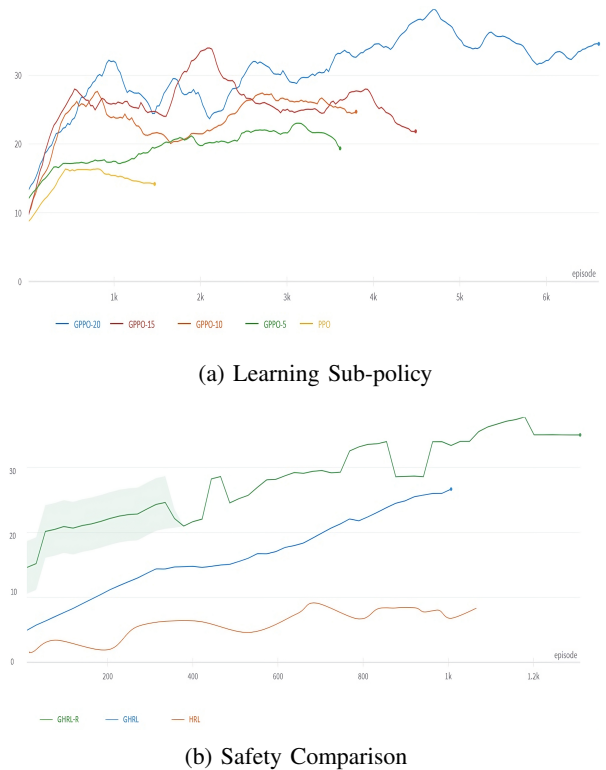 30
20
10
0
episode
1k
2k
3k
4k
5k
6k
GPPO-20 GPPO-15 GPPO-10 GPPO-5 PPO
(a) Learning Sub-policy
30
20
10
0
episode
200
400
600
800
1k
1.2k
GHRL-R GHRL HRL
(b) Safety Comparison